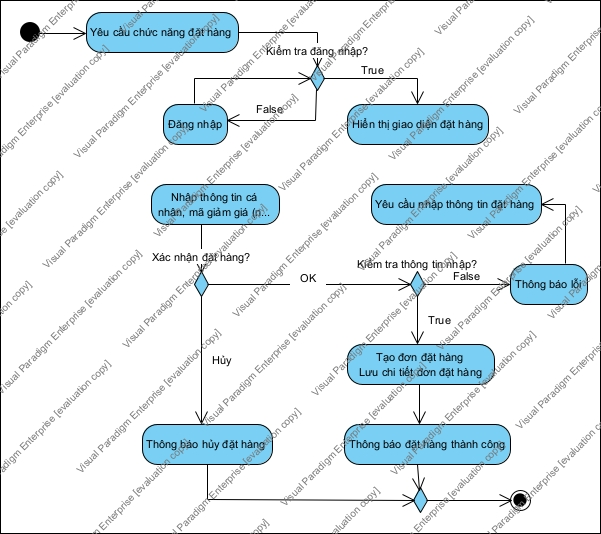 Yêu cầu chức năng đặt hàng
Kiểm tra đăng nhập?
True
False
Đăng nhập
Hiển thị giao diện đặt hàng
Nhập thông tin cá
nhân, mã giảm giá (n...
Yêu cầu nhập thông tin đặt hàng
Xác nhận đặt hàng?
Kiểm tra thông tin nhập?
OK
False
Thông báo lỗi
True
Hủy
Tạo đơn đặt hàng
Lưu chi tiết đơn đặt hàng
Thông báo hủy đặt hàng
Thông báo đặt hàng thành công
Visual Paradigm Enterprise [evaluation copy]